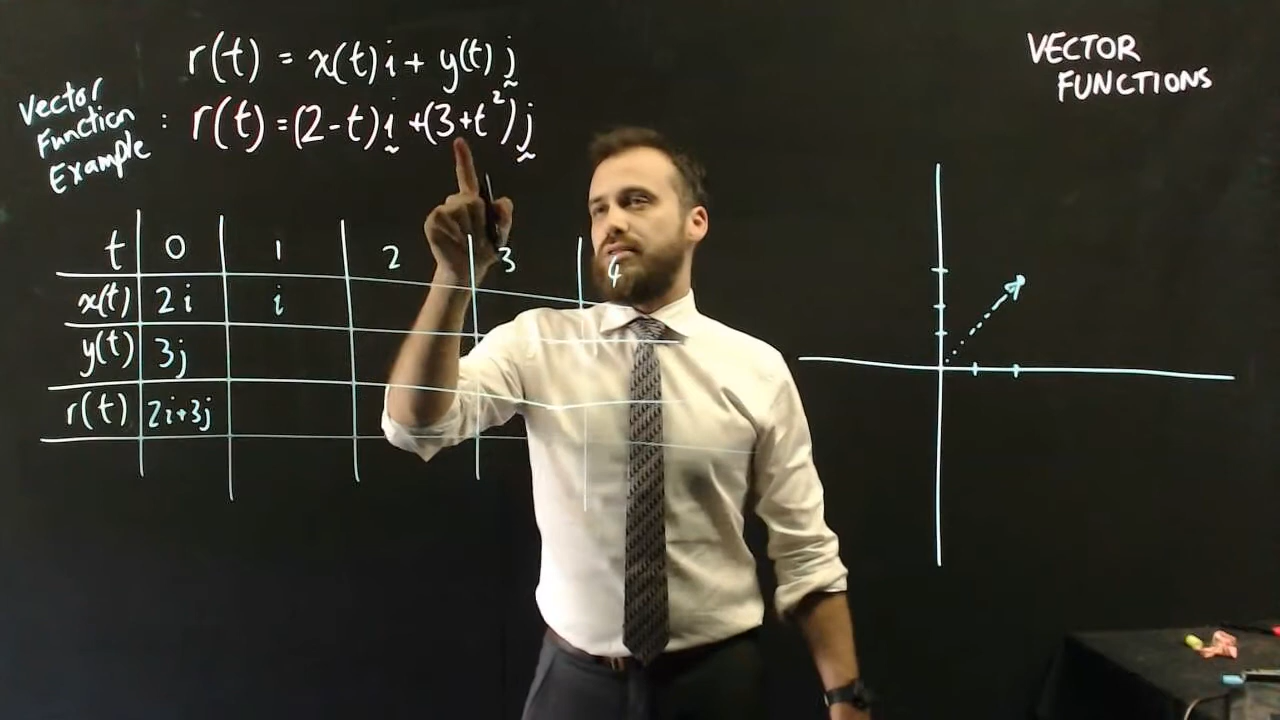 r(t) = x(t)i + y(t)j
VECTOR
FUNCTIONS
Vector
Function
Example : r(t) = (2-t)i + (3+t²)j
t 0 1 2 3 4
x(t) 2i i
y(t) 3j
r(t) 2i+3j